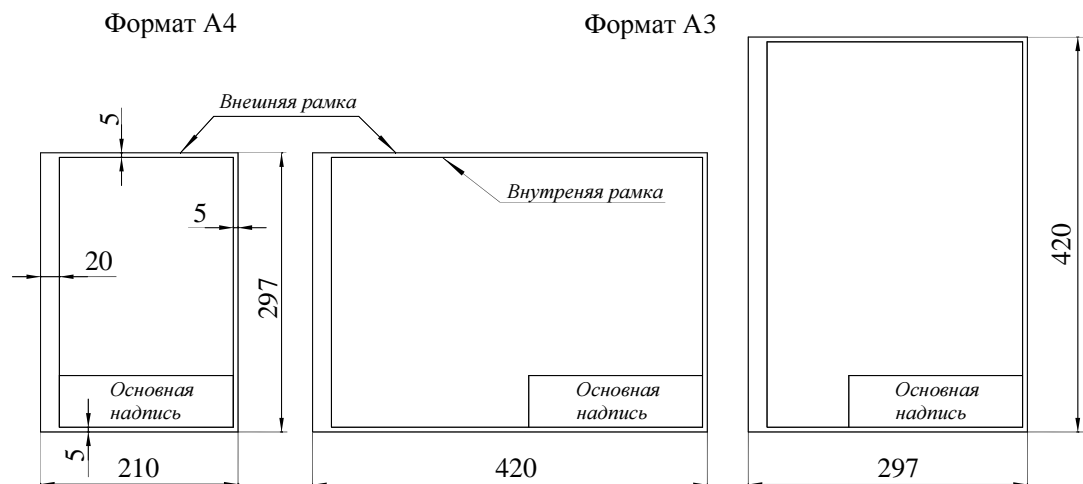 Формат А4
Формат А3
Внешняя рамка
5
Внутреняя рамка
5
20
297
420
Основная
надпись
Основная
надпись
Основная
надпись
5
210
420
297